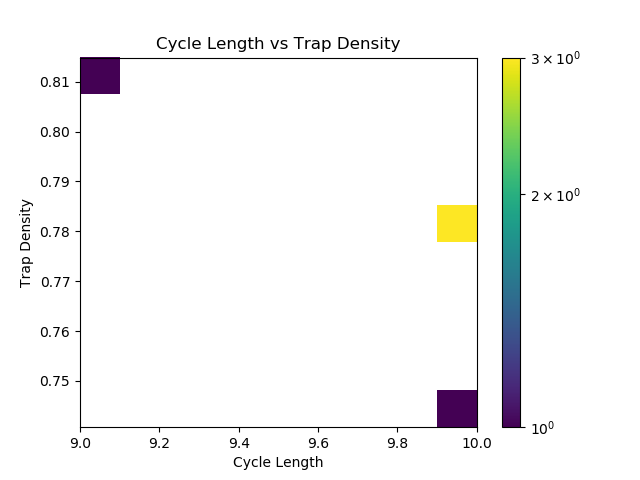 Cycle Length vs Trap Density
Trap Density
0.81
0.80
0.79
0.78
0.77
0.76
0.75
9.0 9.2 9.4 9.6 9.8 10.0
Cycle Length
3 × 10⁰
2 × 10⁰
10⁰